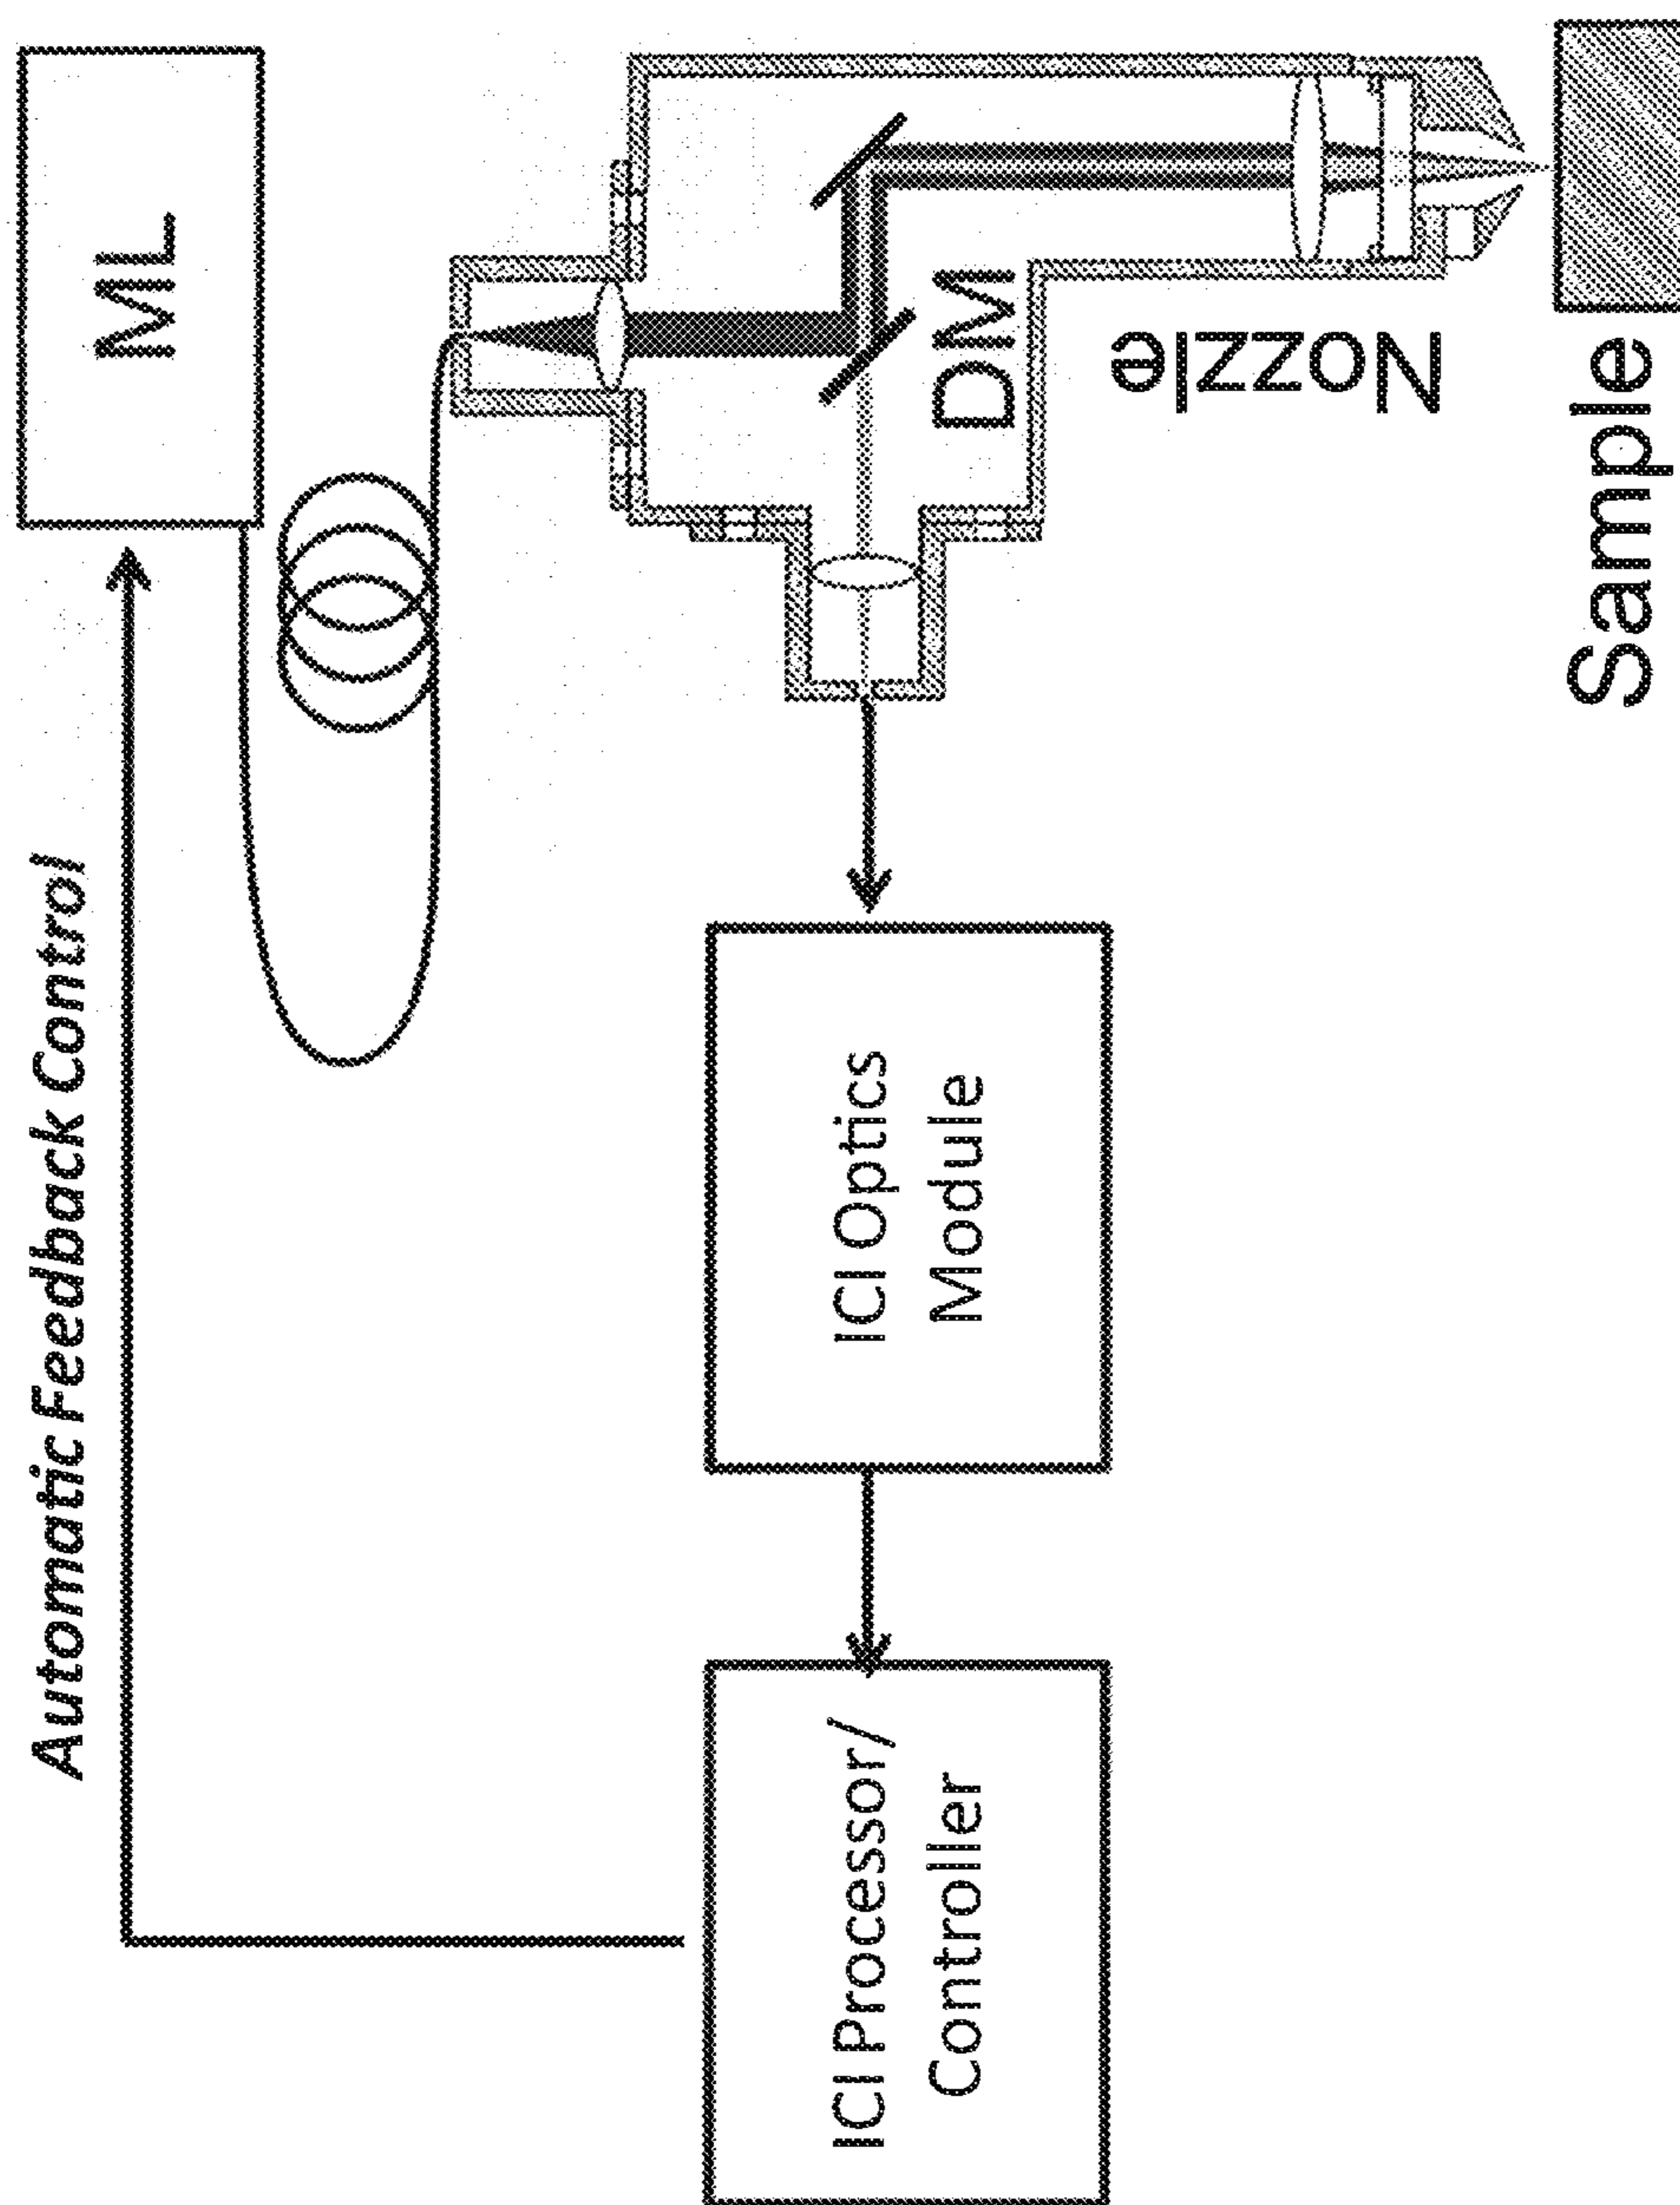 Automatic Feedback Control
ML
ICI Processor/
Controller
ICI Optics
Module
DM
Nozzle
Sample